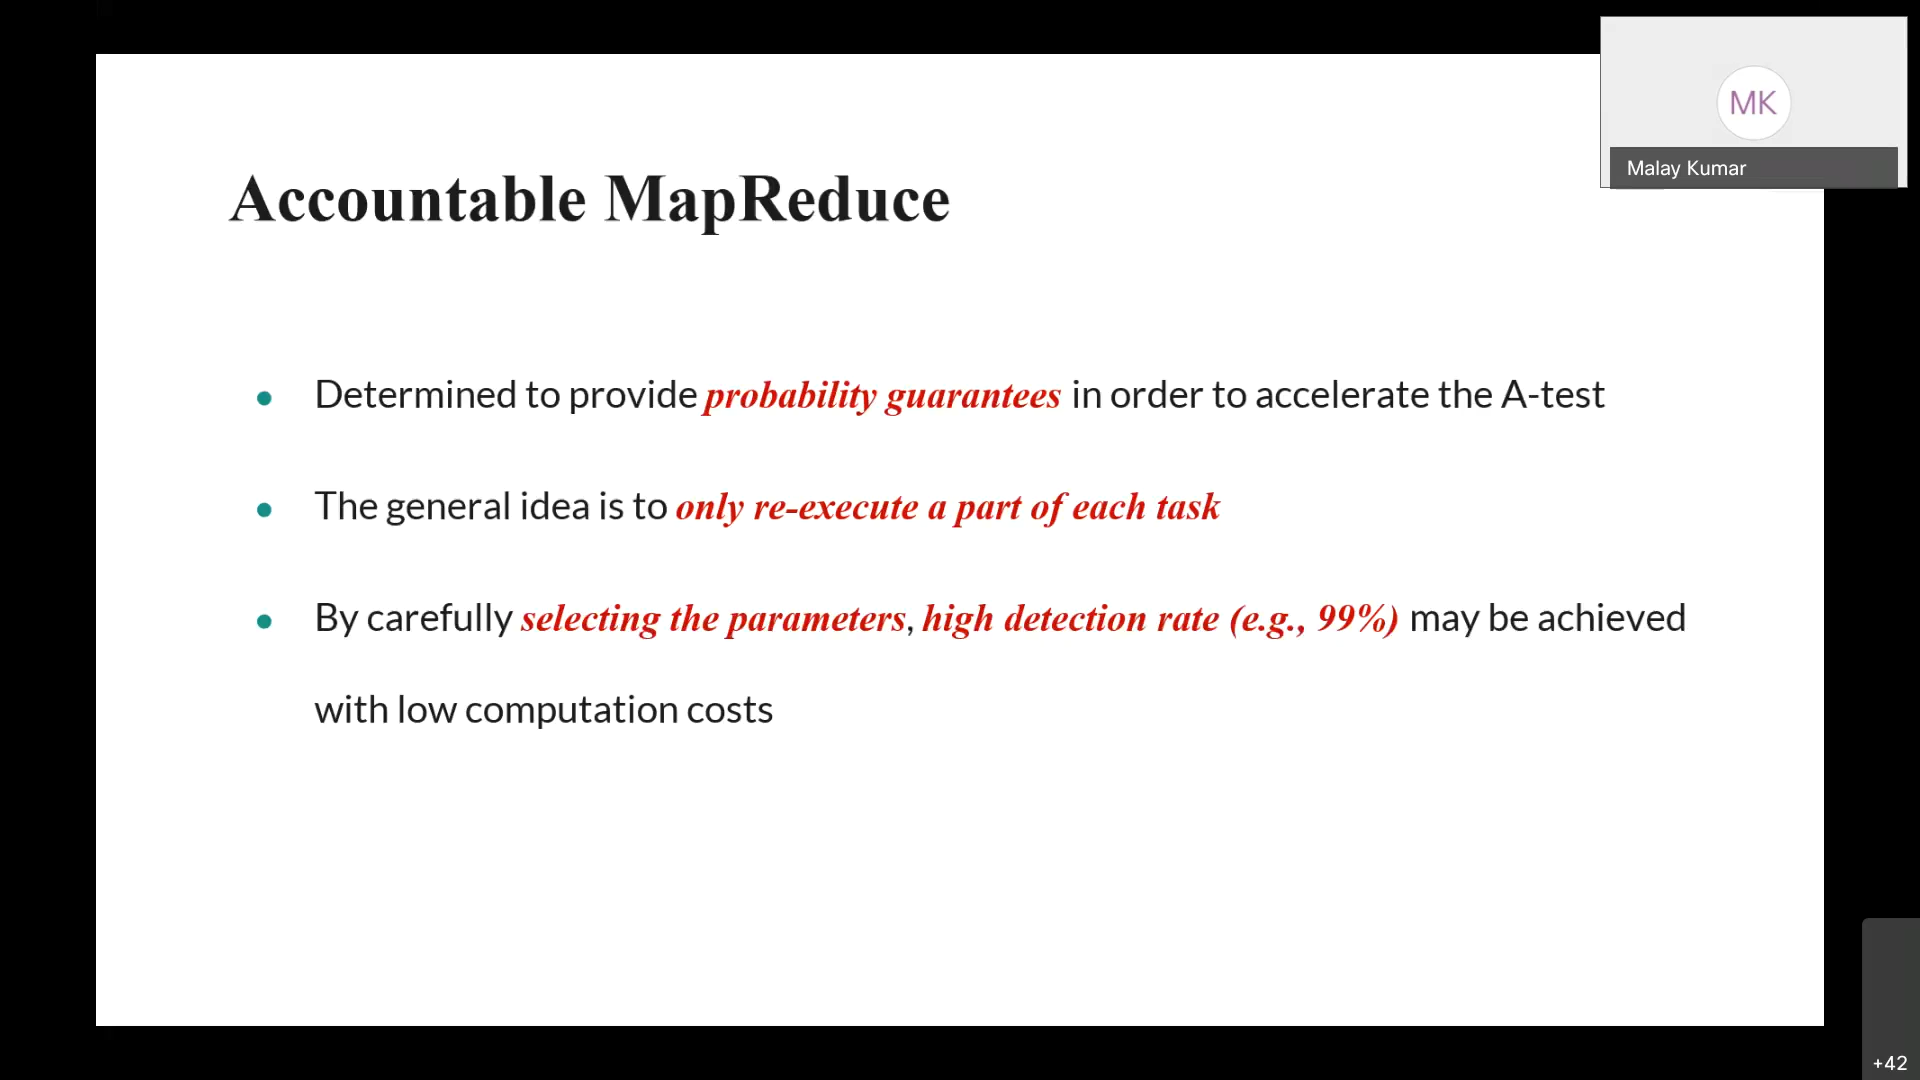 MK
Malay Kumar
Accountable MapReduce
• Determined to provide probability guarantees in order to accelerate the A-test
• The general idea is to only re-execute a part of each task
• By carefully selecting the parameters, high detection rate (e.g., 99%) may be achieved
with low computation costs
+42